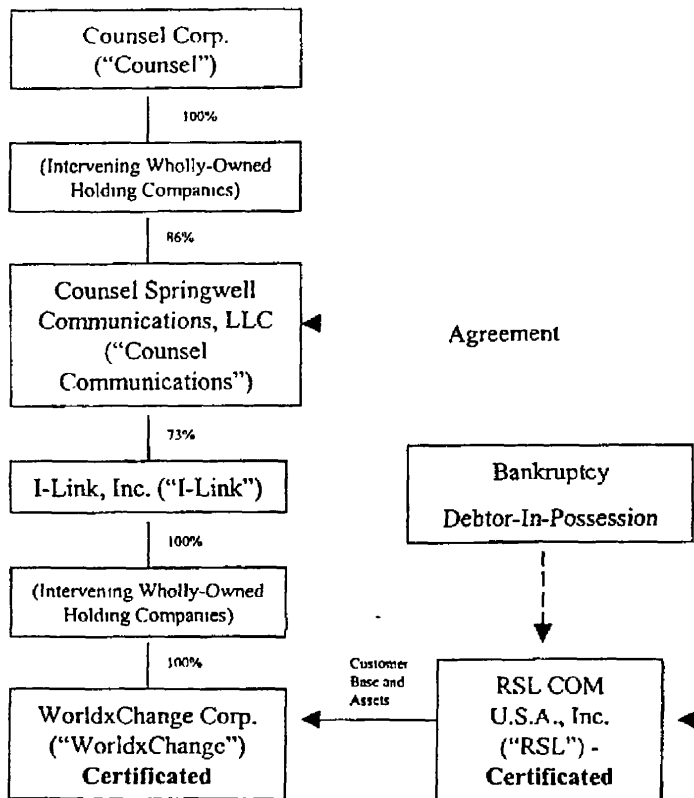 Counsel Corp.
("Counsel")
100%
(Intervening Wholly-Owned
Holding Companies)
86%
Counsel Springwell
Communications, LLC
("Counsel
Communications")
Agreement
73%
I-Link, Inc. ("I-Link")
Bankruptcy
Debtor-In-Possession
100%
(Intervening Wholly-Owned
Holding Companies)
100%
Customer
Base and
Assets
WorldxChange Corp.
("WorldxChange")
Certificated
RSL COM
U.S.A., Inc.
("RSL") -
Certificated